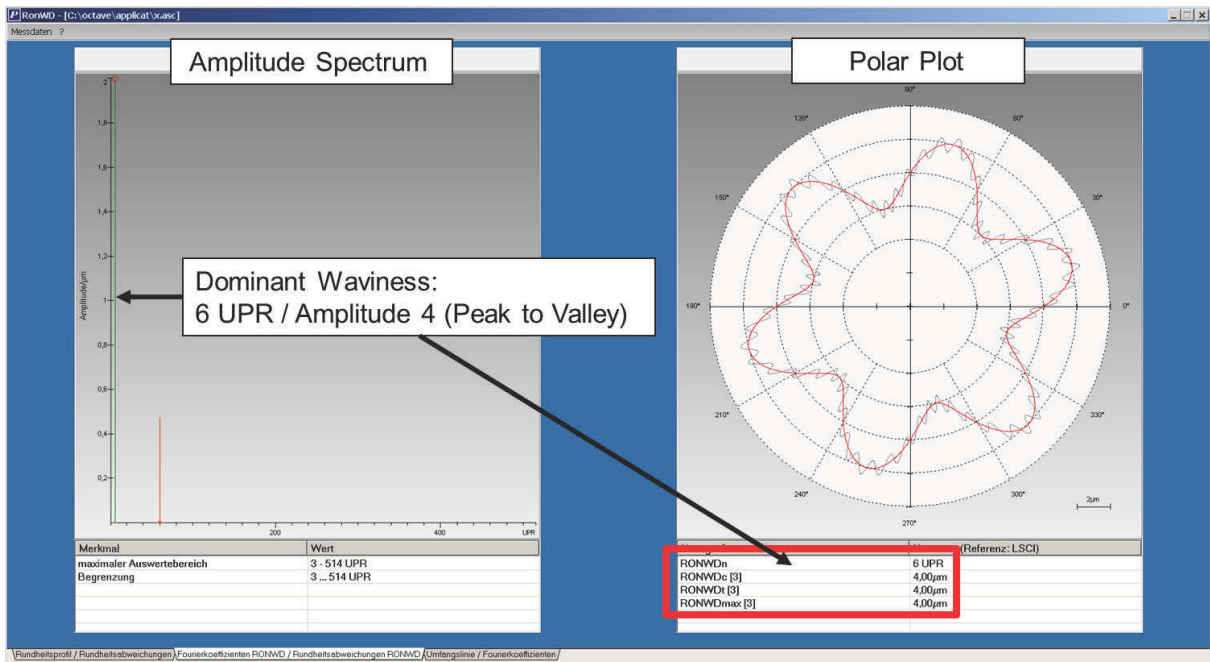 RonWD - [C:\octave\applicat\x.asc]
Messdaten ?
Amplitude Spectrum
2
1,8
1,6
1,4
1,2
1
0,8
0,6
0,4
0,2
Amplitude/µm
200
400
UPR
Dominant Waviness:
6 UPR / Amplitude 4 (Peak to Valley)
Merkmal Wert
maximaler Auswertebereich 3 - 514 UPR
Begrenzung 3 ... 514 UPR
Polar Plot
90°
120°
60°
150°
30°
180°
0°
210°
330°
240°
300°
270°
2µm
(Referenz: LSCI)
RONWDn 6 UPR
RONWDc [3] 4,00µm
RONWDt [3] 4,00µm
RONWDmax [3] 4,00µm
Rundheitsprofil / Rundheitsabweichungen
Fourierkoeffizienten RONWD / Rundheitsabweichungen RONWD
Umfangslinie / Fourierkoeffizienten